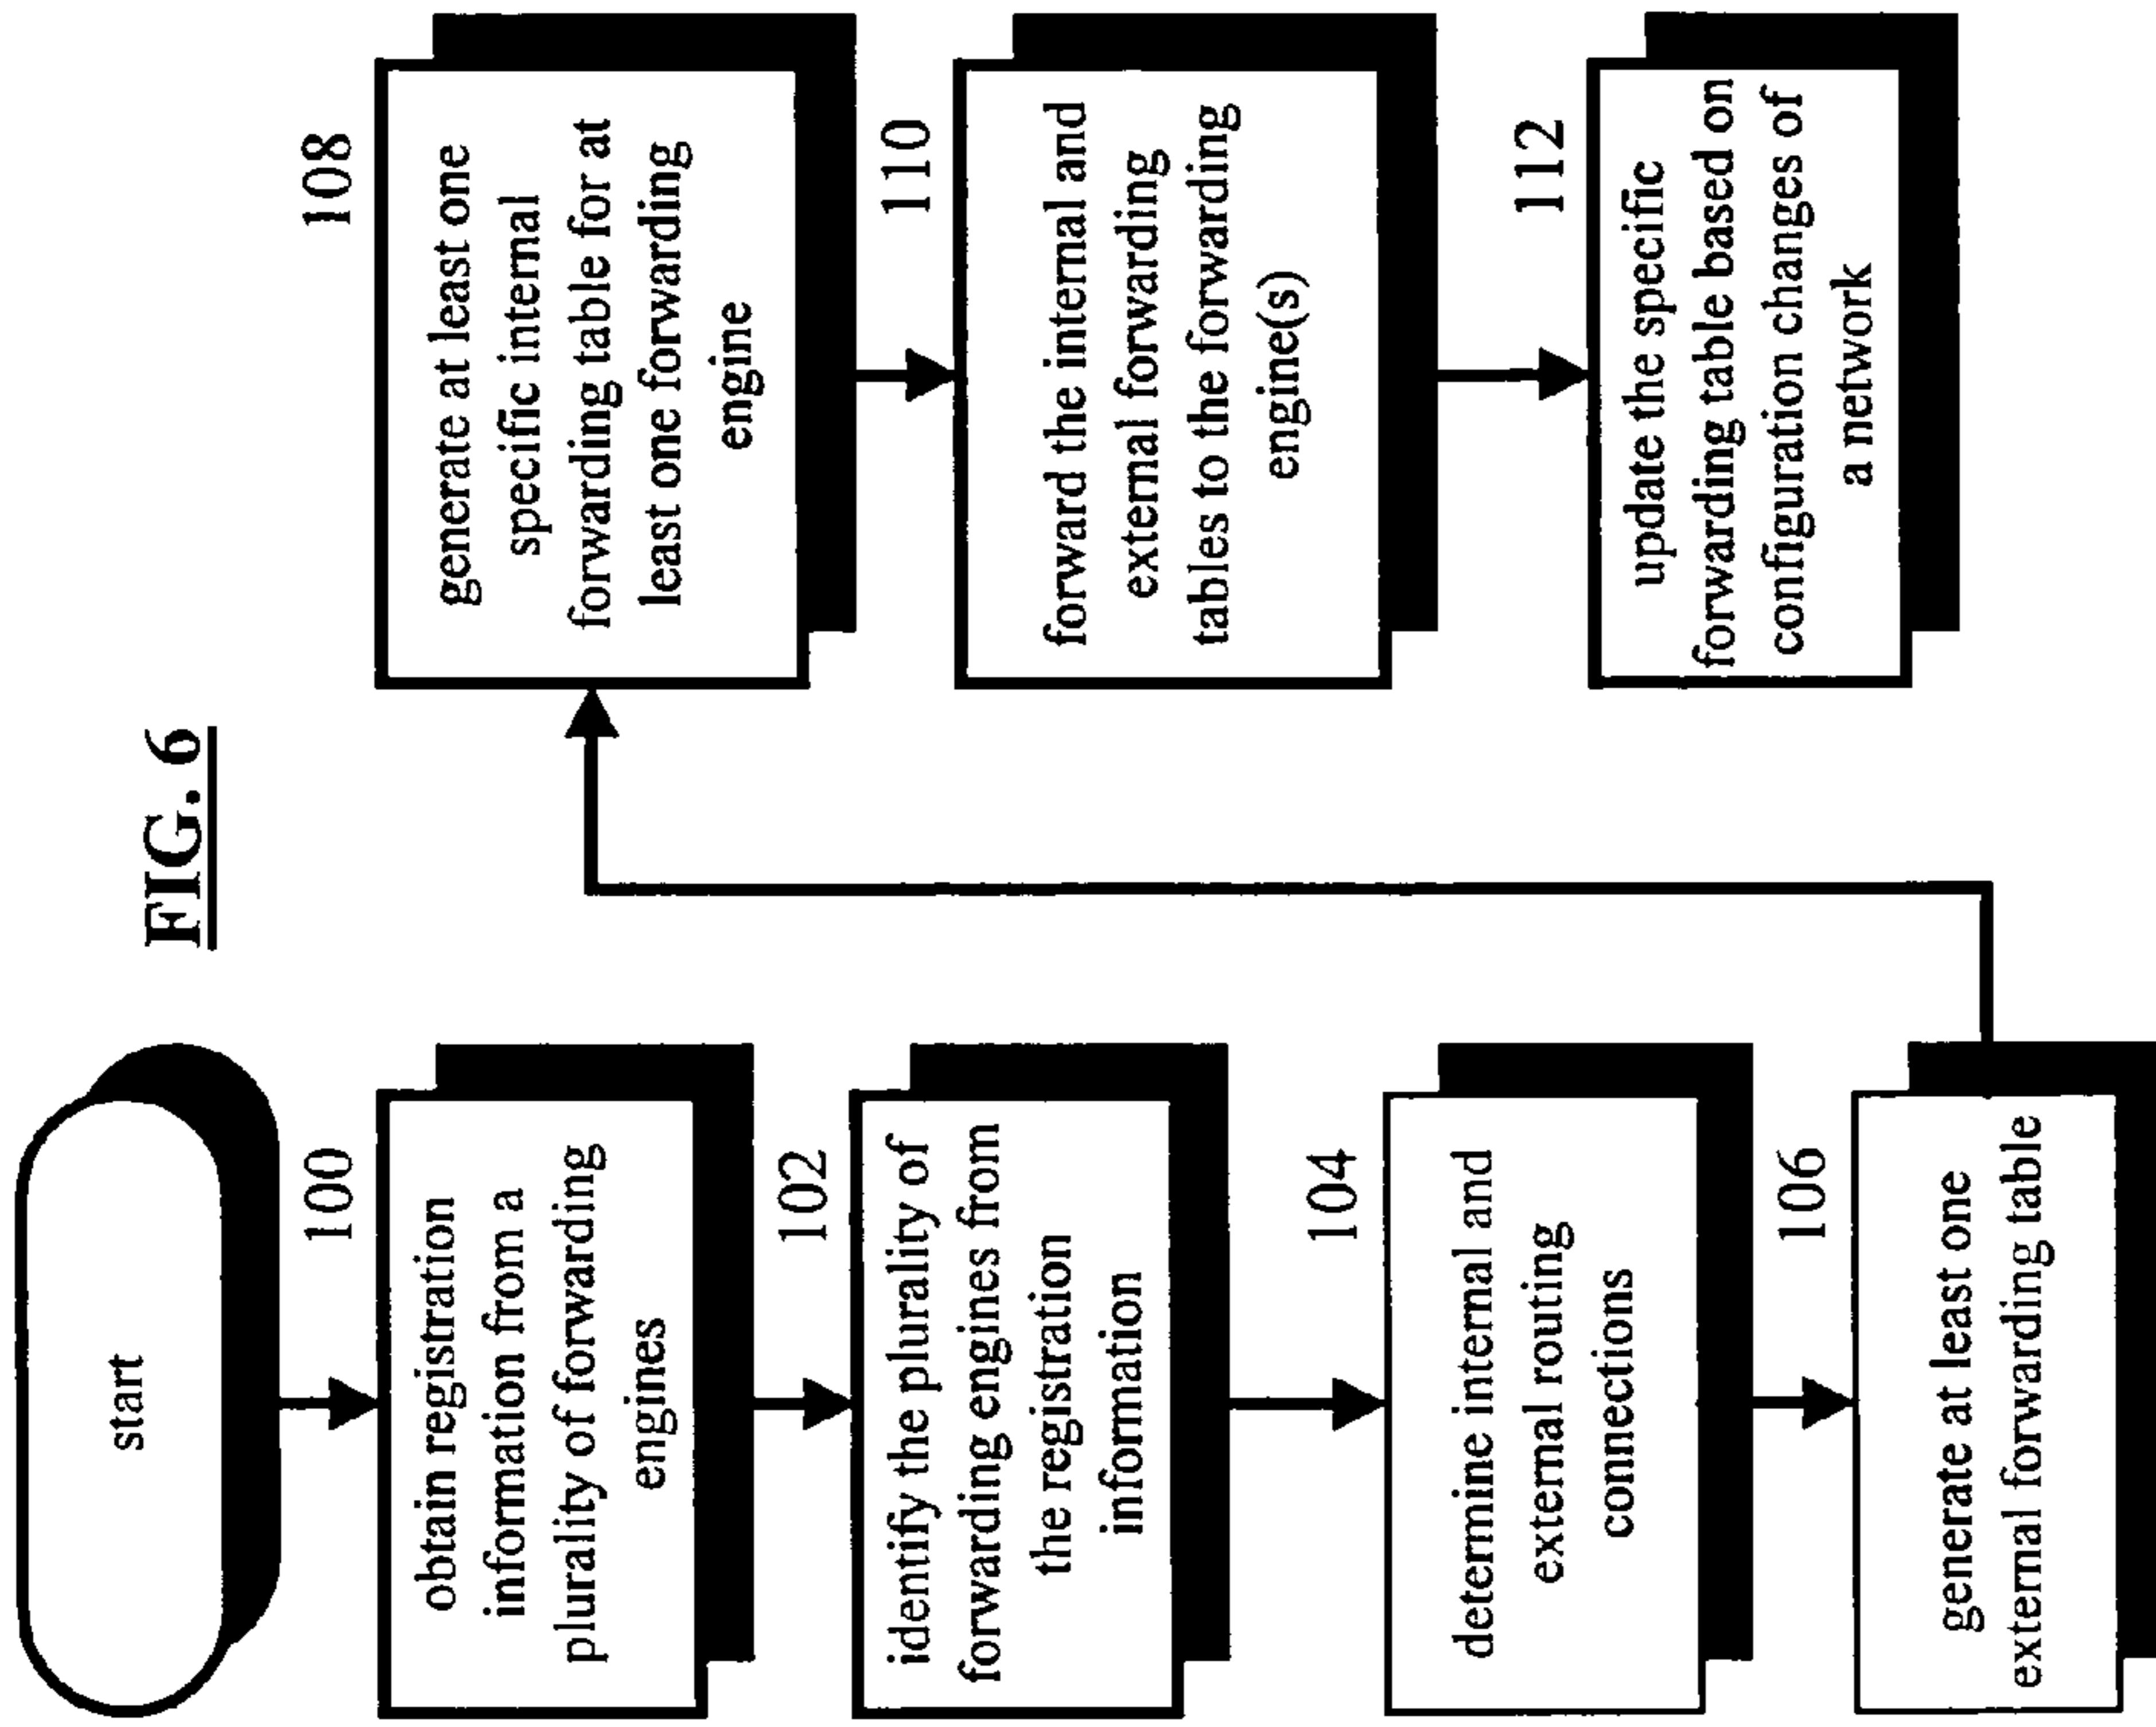 FIG. 6
start
100
obtain registration
information from a
plurality of forwarding
engines
102
identify the plurality of
forwarding engines from
the registration
information
104
determine internal and
external routing
connections
106
generate at least one
external forwarding table
108
generate at least one
specific internal
forwarding table for at
least one forwarding
engine
110
forward the internal and
external forwarding
tables to the forwarding
engine(s)
112
update the specific
forwarding table based on
configuration changes of
a network